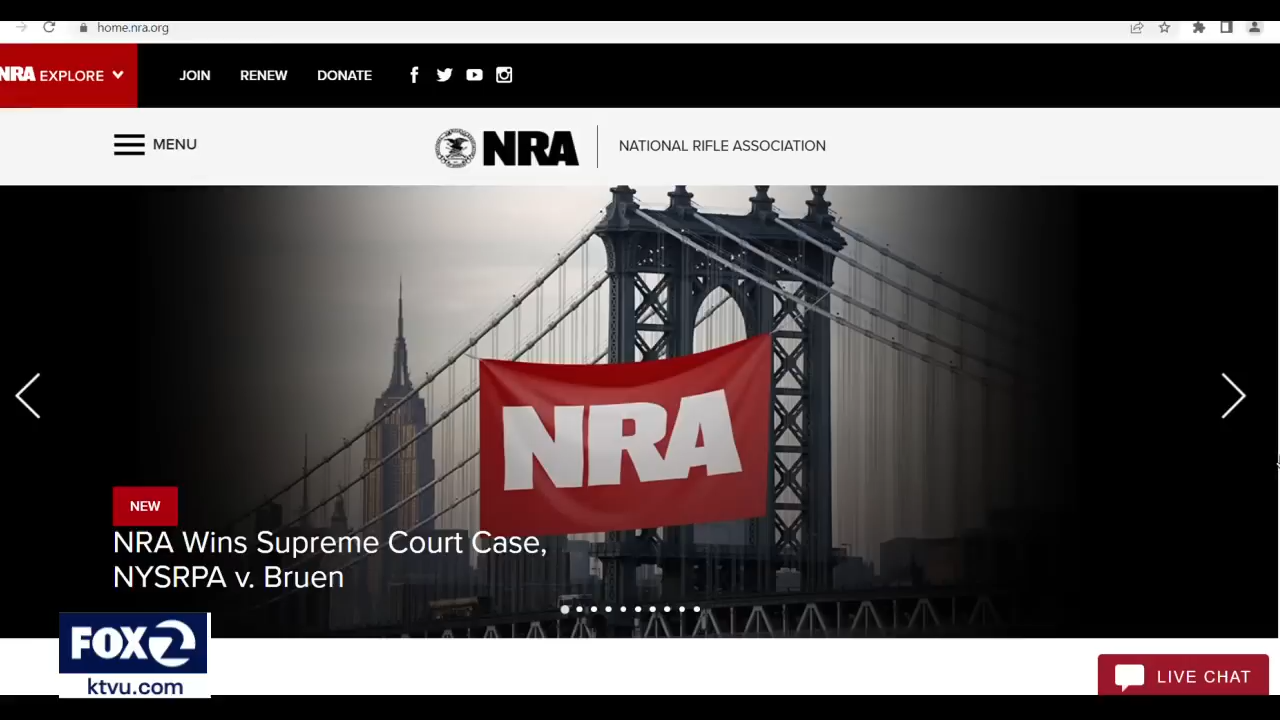 home.nra.org
NRA EXPLORE
JOIN
RENEW
DONATE
MENU
NRA
NATIONAL RIFLE ASSOCIATION
NRA
NEW
NRA Wins Supreme Court Case,
NYSRPA v. Bruen
FOX 2
ktvu.com
LIVE CHAT